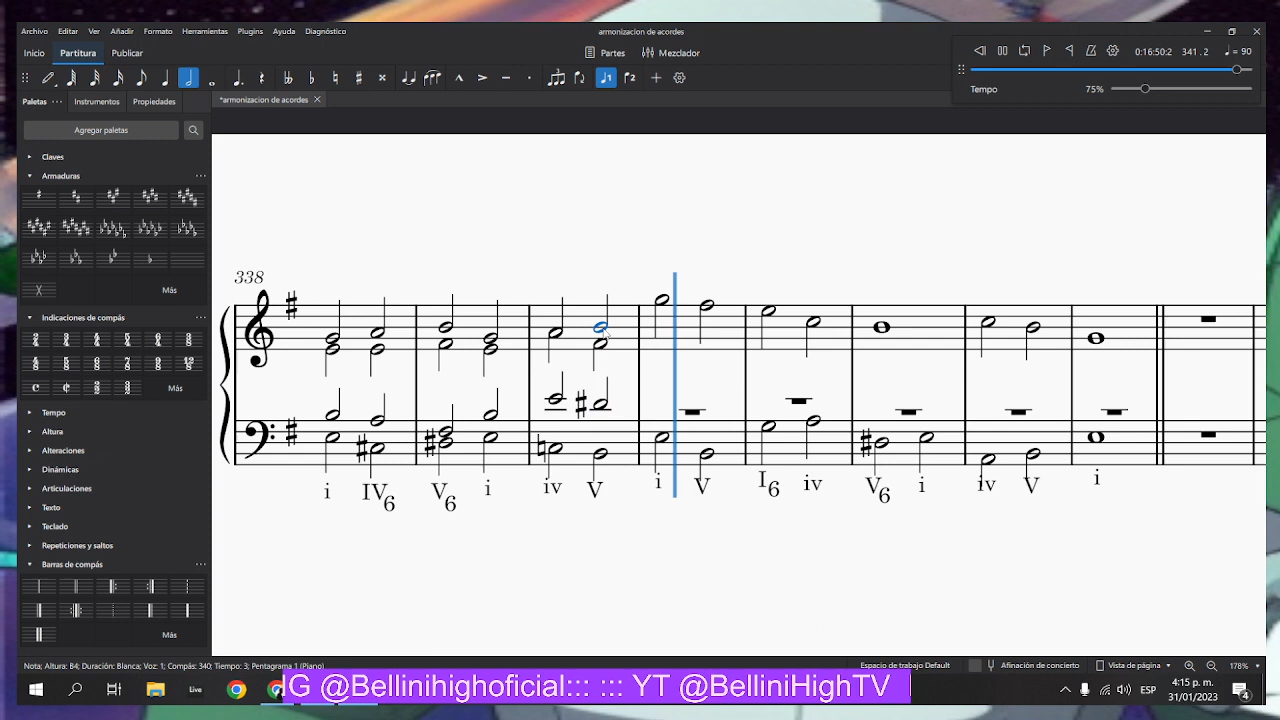 Archivo Editar Ver Añadir Formato Herramientas Plugins Ayuda Diagnóstico armonizacion de acordes
Inicio Partitura Publicar Partes Mezclador 0:16:50:2 341 . 2 = 90
Tempo 75%
Paletas Instrumentos Propiedades *armonizacion de acordes
Agregar paletas
Claves
Armaduras
Más
Indicaciones de compás
Más
Tempo
Altura
Alteraciones
Dinámicas
Articulaciones
Texto
Teclado
Repeticiones y saltos
Barras de compás
Más
338
i IV6 V6 i iv V i V I6 iv V6 i iv V i
Nota; Altura: B4; Duración: Blanca; Voz: 1; Compás: 340; Tiempo: 3; Pentagrama 1 (Piano) Espacio de trabajo Default Afinación de concierto Vista de página 178%
IG @Bellinihighoficial::: ::: YT @BelliniHighTV
Live ESP 4:15 p. m.
31/01/2023 4